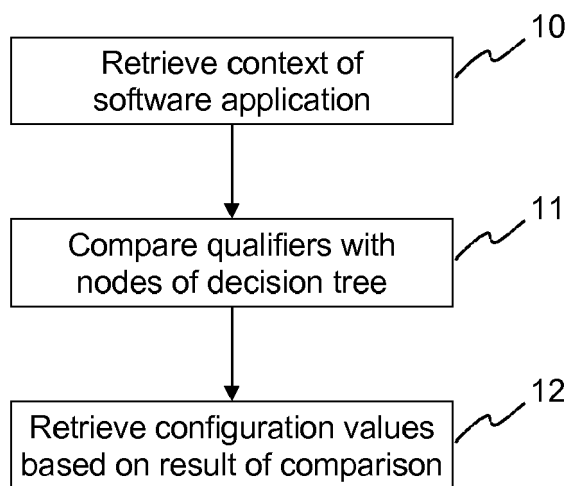 10
Retrieve context of
software application
11
Compare qualifiers with
nodes of decision tree
12
Retrieve configuration values
based on result of comparison